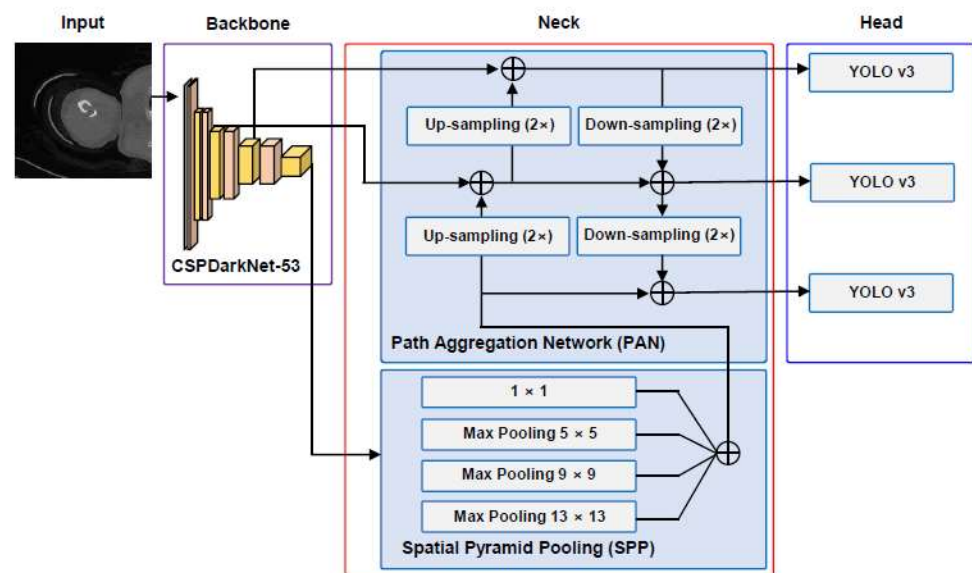 Input
Backbone
Neck
Head
YOLO v3
Up-sampling (2×)
Down-sampling (2×)
YOLO v3
Up-sampling (2×)
Down-sampling (2×)
CSPDarkNet-53
YOLO v3
Path Aggregation Network (PAN)
1 × 1
Max Pooling 5 × 5
Max Pooling 9 × 9
Max Pooling 13 × 13
Spatial Pyramid Pooling (SPP)